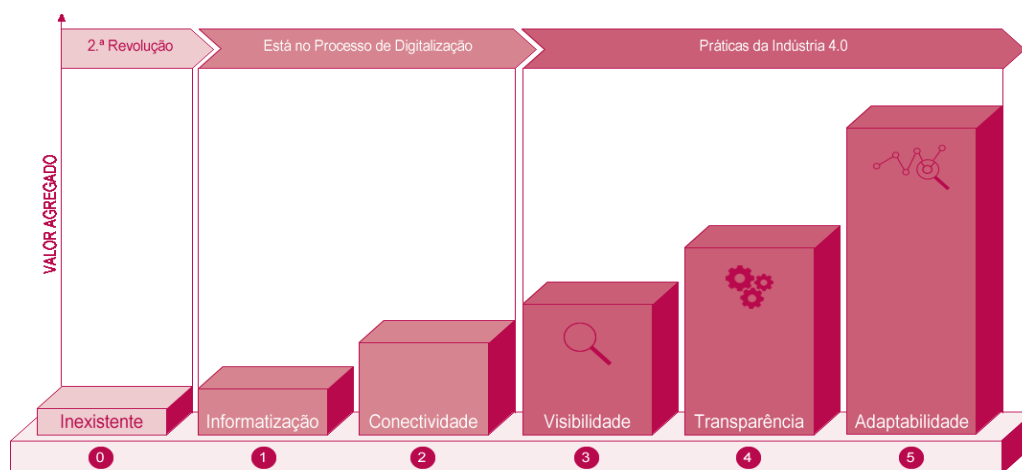 2.ª Revolução
Está no Processo de Digitalização
Práticas da Indústria 4.0
VALOR AGREGADO
Inexistente
Informatização
Conectividade
Visibilidade
Transparência
Adaptabilidade
0
1
2
3
4
5